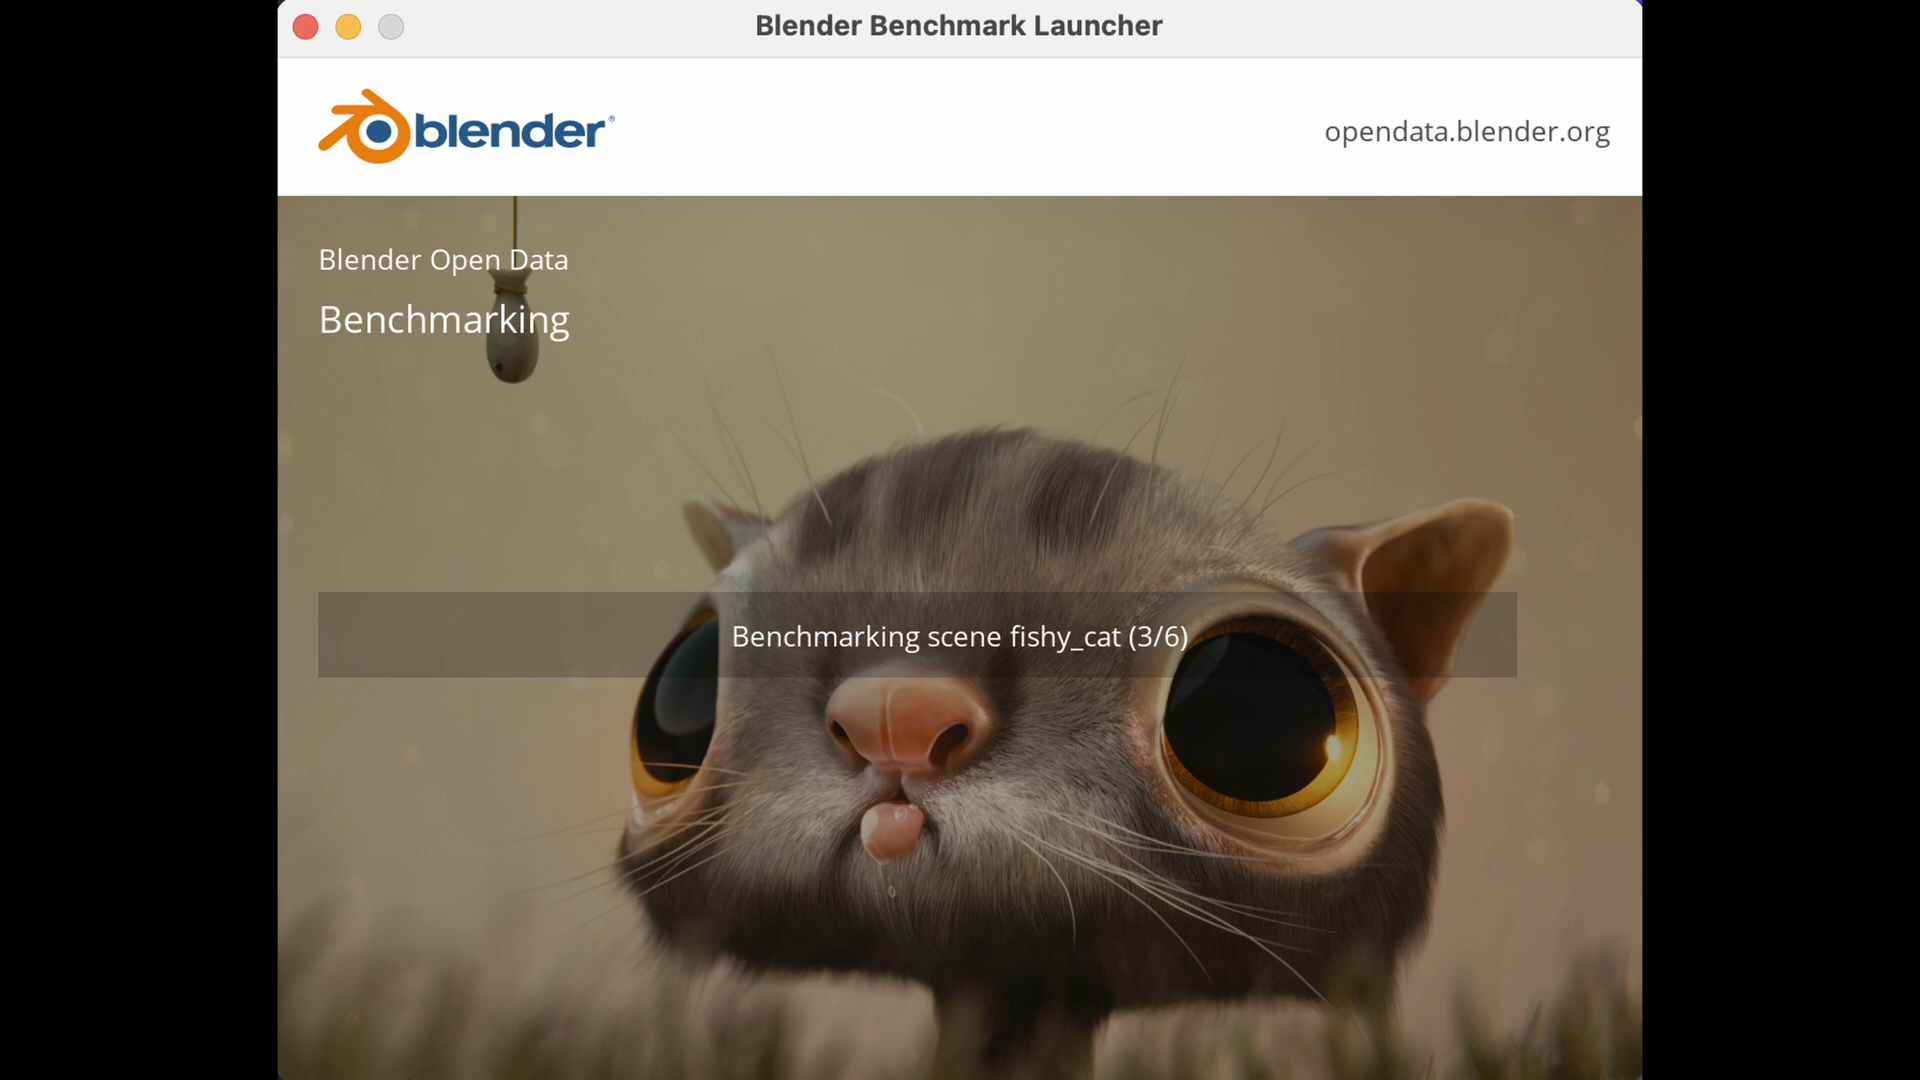 Blender Benchmark Launcher
blender®
opendata.blender.org
Blender Open Data
Benchmarking
Benchmarking scene fishy_cat (3/6)